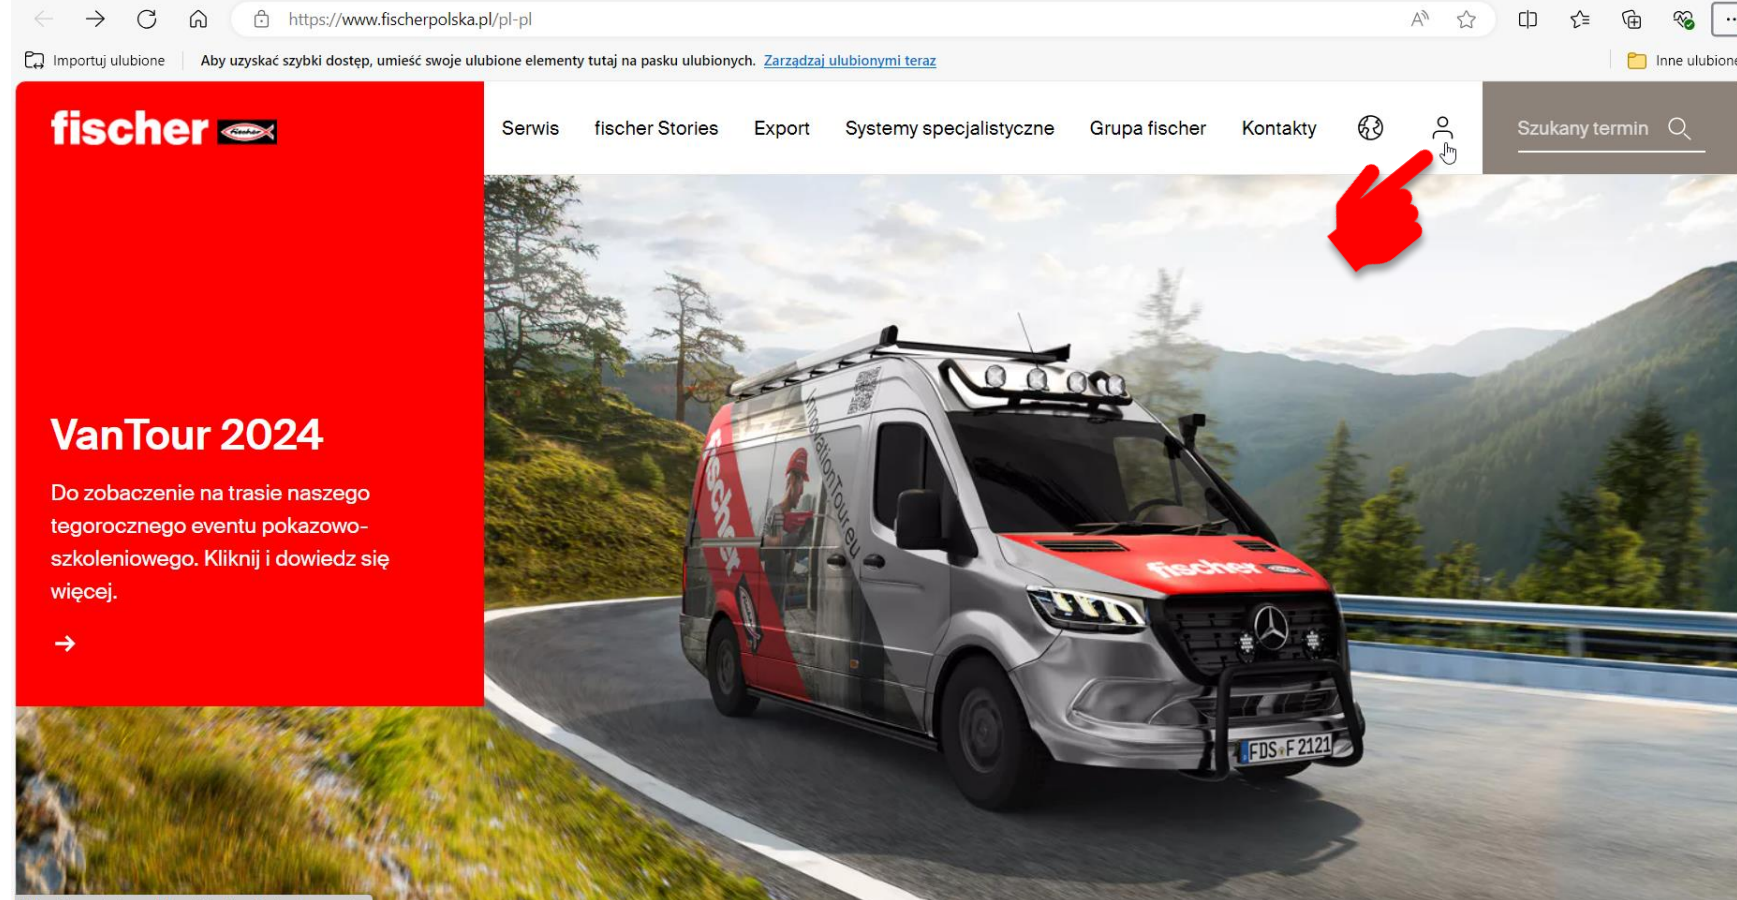 https://www.fischerpolska.pl/pl-pl
Importuj ulubione
Aby uzyskać szybki dostęp, umieść swoje ulubione elementy tutaj na pasku ulubionych. Zarządzaj ulubionymi teraz
Inne ulubione
fischer
Serwis
fischer Stories
Export
Systemy specjalistyczne
Grupa fischer
Kontakty
Szukany termin
VanTour 2024
Do zobaczenie na trasie naszego
tegorocznego eventu pokazowo-
szkoleniowego. Kliknij i dowiedz się
więcej.
fischer
InnovationTour.eu
fischer
FDS F 2121